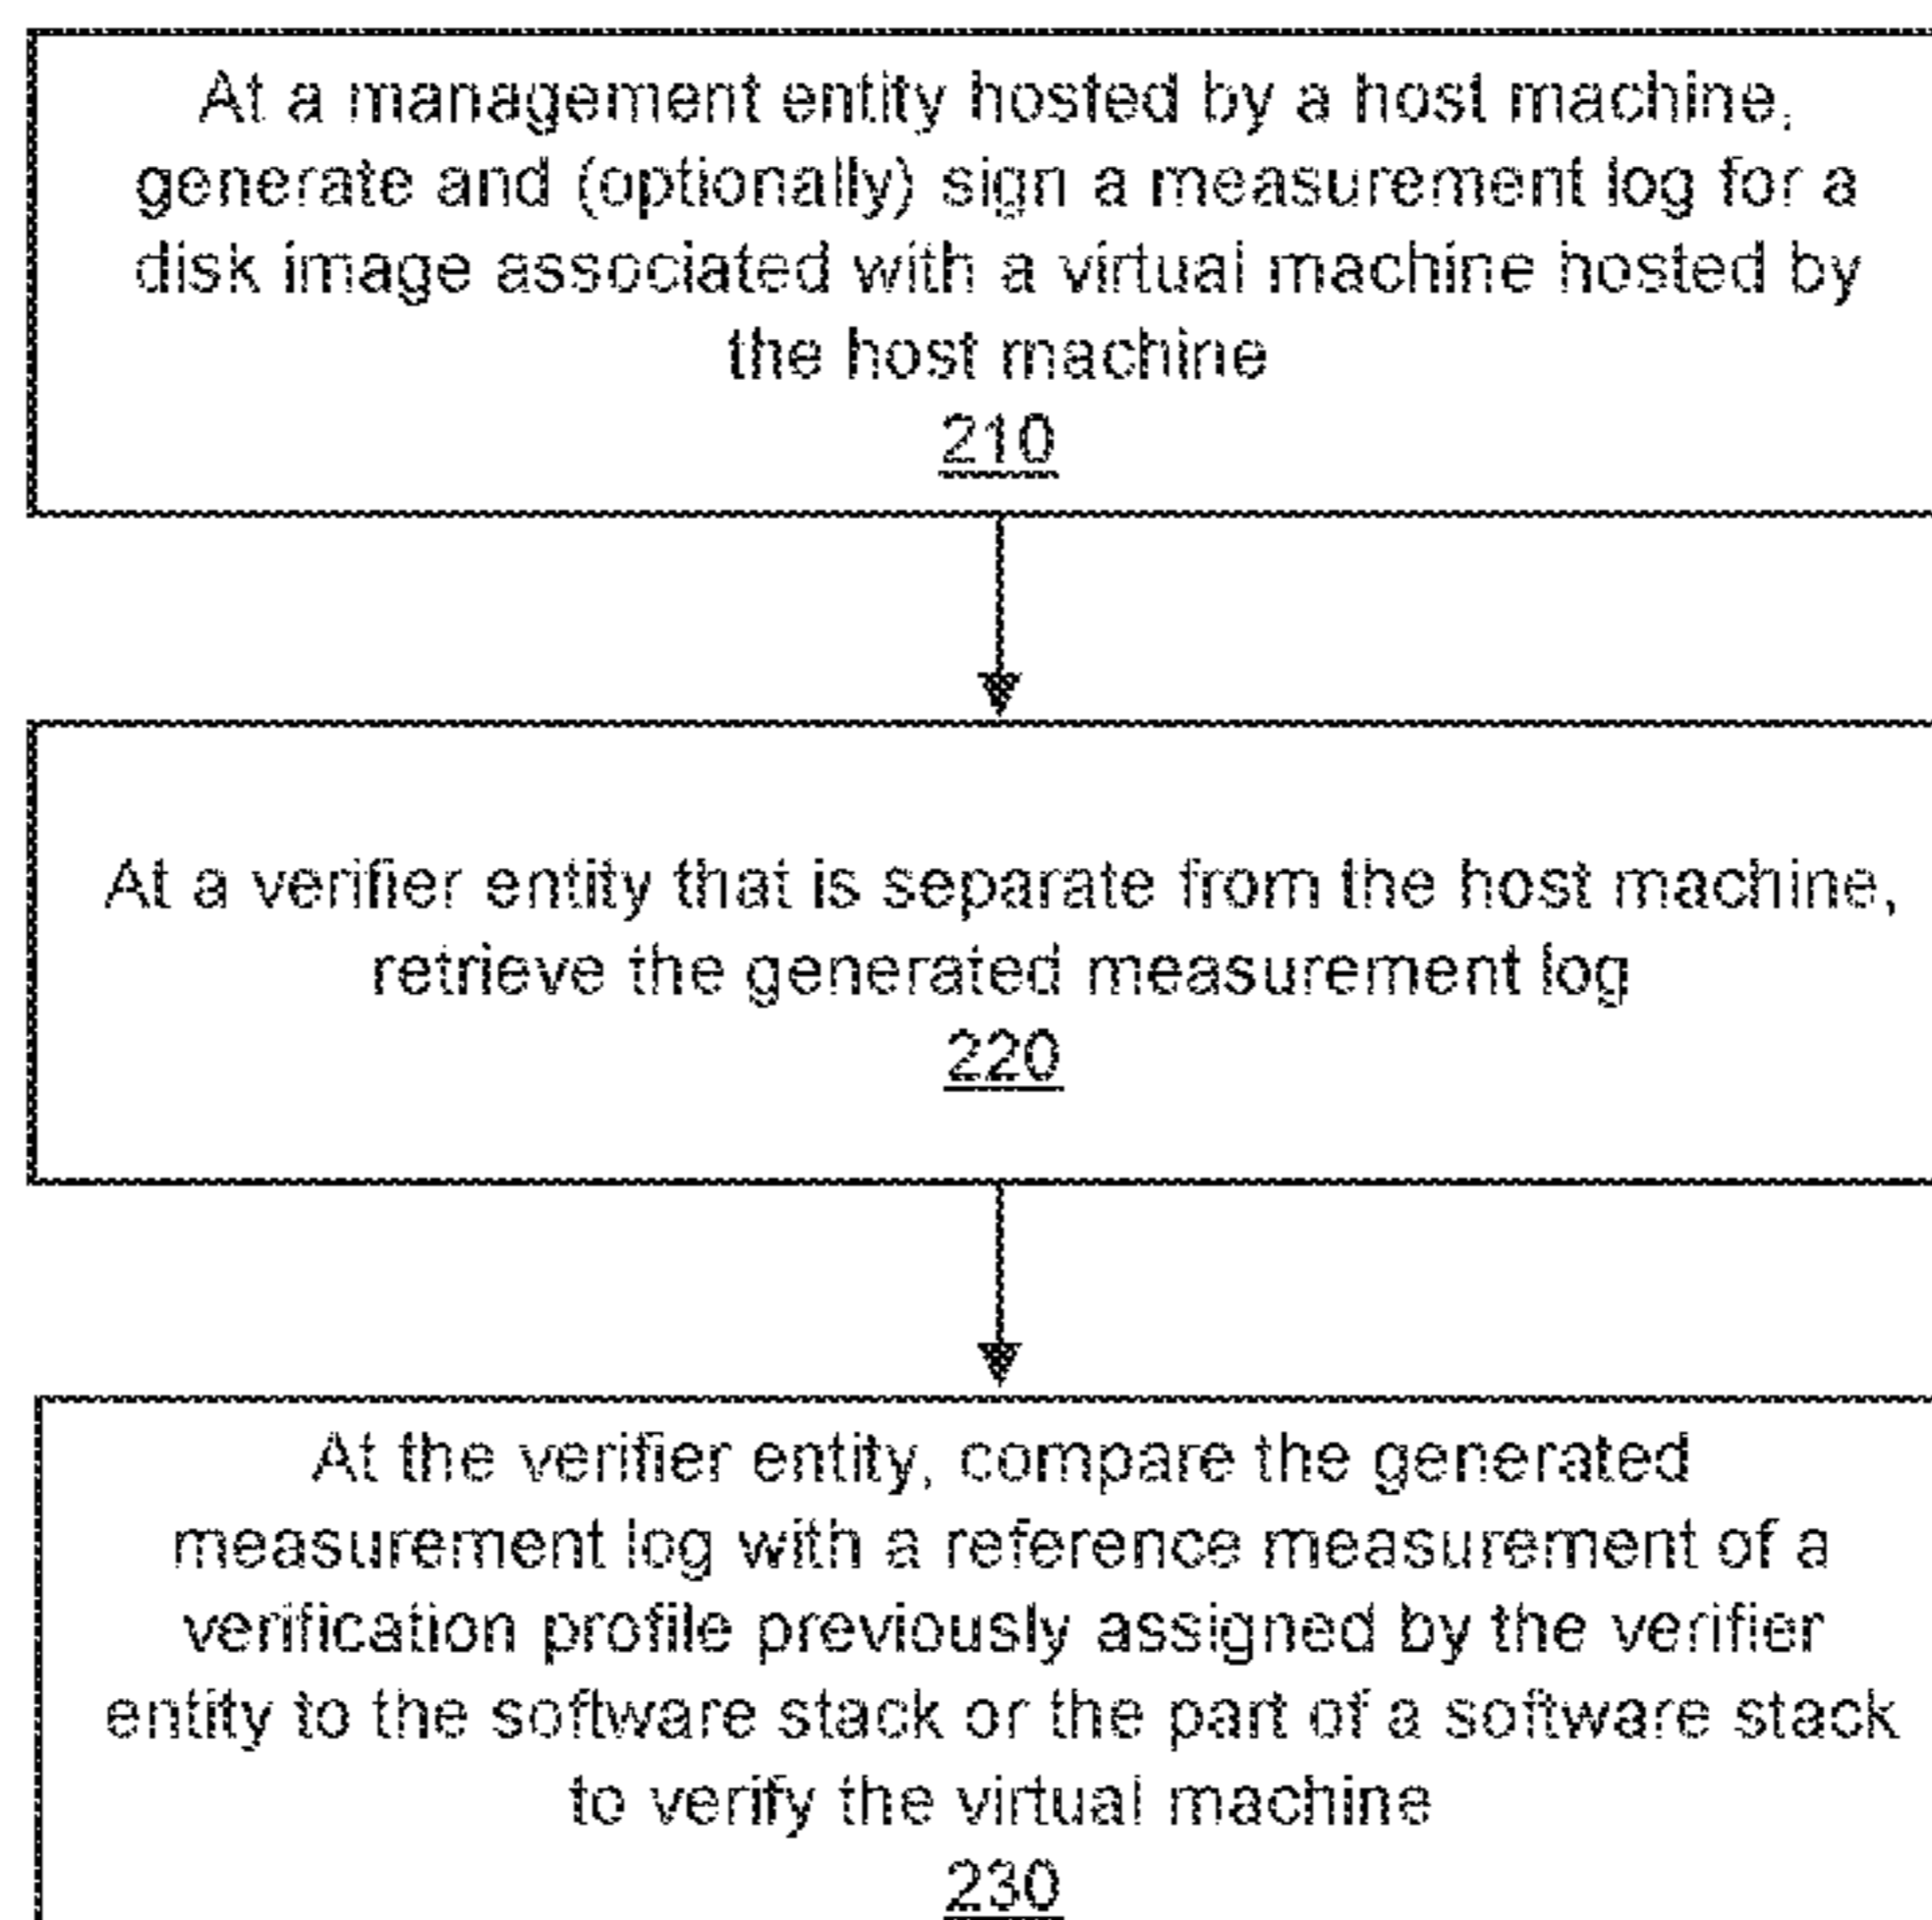 At a management entity hosted by a host machine,
generate and (optionally) sign a measurement log for a
disk image associated with a virtual machine hosted by
the host machine
210
At a verifier entity that is separate from the host machine,
retrieve the generated measurement log
220
At the verifier entity, compare the generated
measurement log with a reference measurement of a
verification profile previously assigned by the verifier
entity to the software stack or the part of a software stack
to verify the virtual machine
230